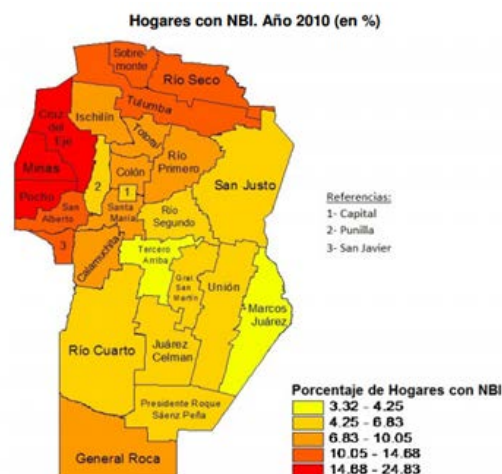 Hogares con NBI. Año 2010 (en %)
Sobre-
monte
Río Seco
Tulumba
Cruz
del
Eje
Ischilín
Totoral
Río
Primero
Minas
Colón
San Justo
2
1
Pocho
San
Alberto
Santa
María
Río
Segundo
3
Calamuchita
Tercero
Arriba
Gral
San
Martín
Unión
Marcos
Juárez
Río Cuarto
Juárez
Celman
Presidente Roque
Sáenz Peña
General Roca
Referencias:
1- Capital
2- Punilla
3- San Javier
Porcentaje de Hogares con NBI
3.32 - 4.25
4.25 - 6.83
6.83 - 10.05
10.05 - 14.68
14.68 - 24.83